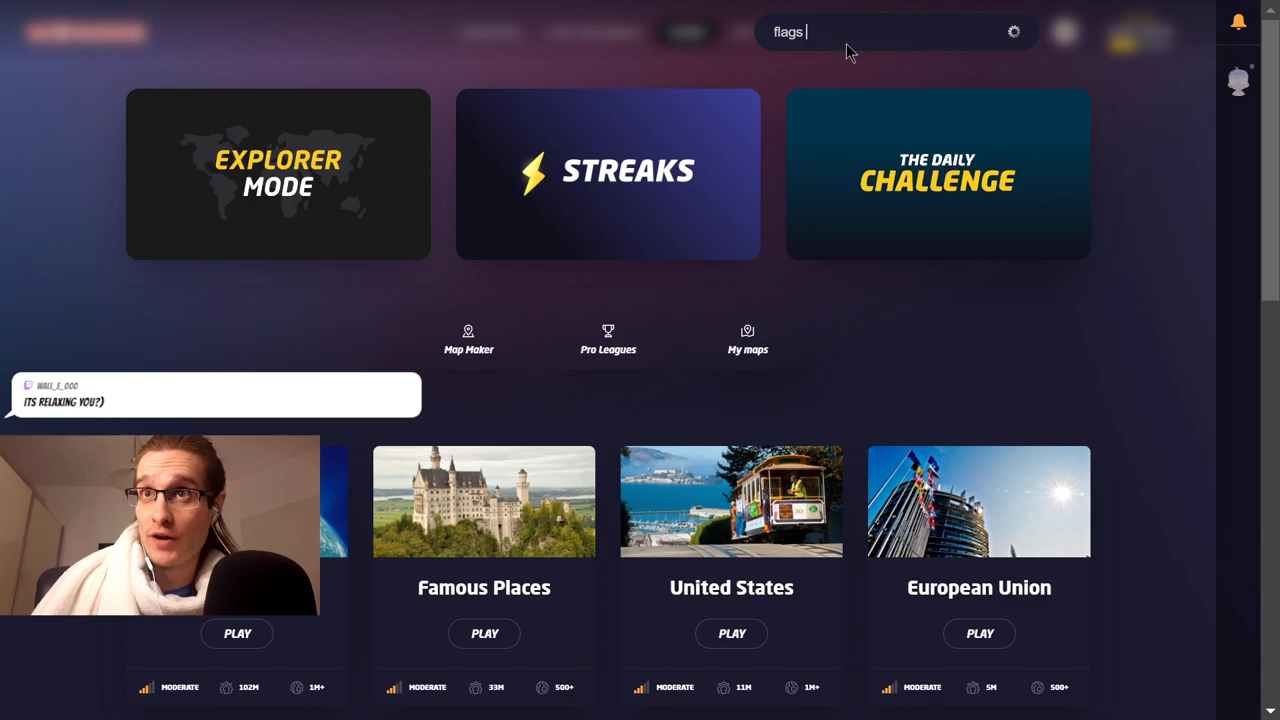 flags
EXPLORER
MODE
STREAKS
THE DAILY
CHALLENGE
Map Maker
Pro Leagues
My maps
WALL_E_000
ITS RELAXING YOU?)
Famous Places
United States
European Union
PLAY
PLAY
PLAY
PLAY
MODERATE 102M 1M+
MODERATE 33M 500+
MODERATE 11M 1M+
MODERATE 5M 500+